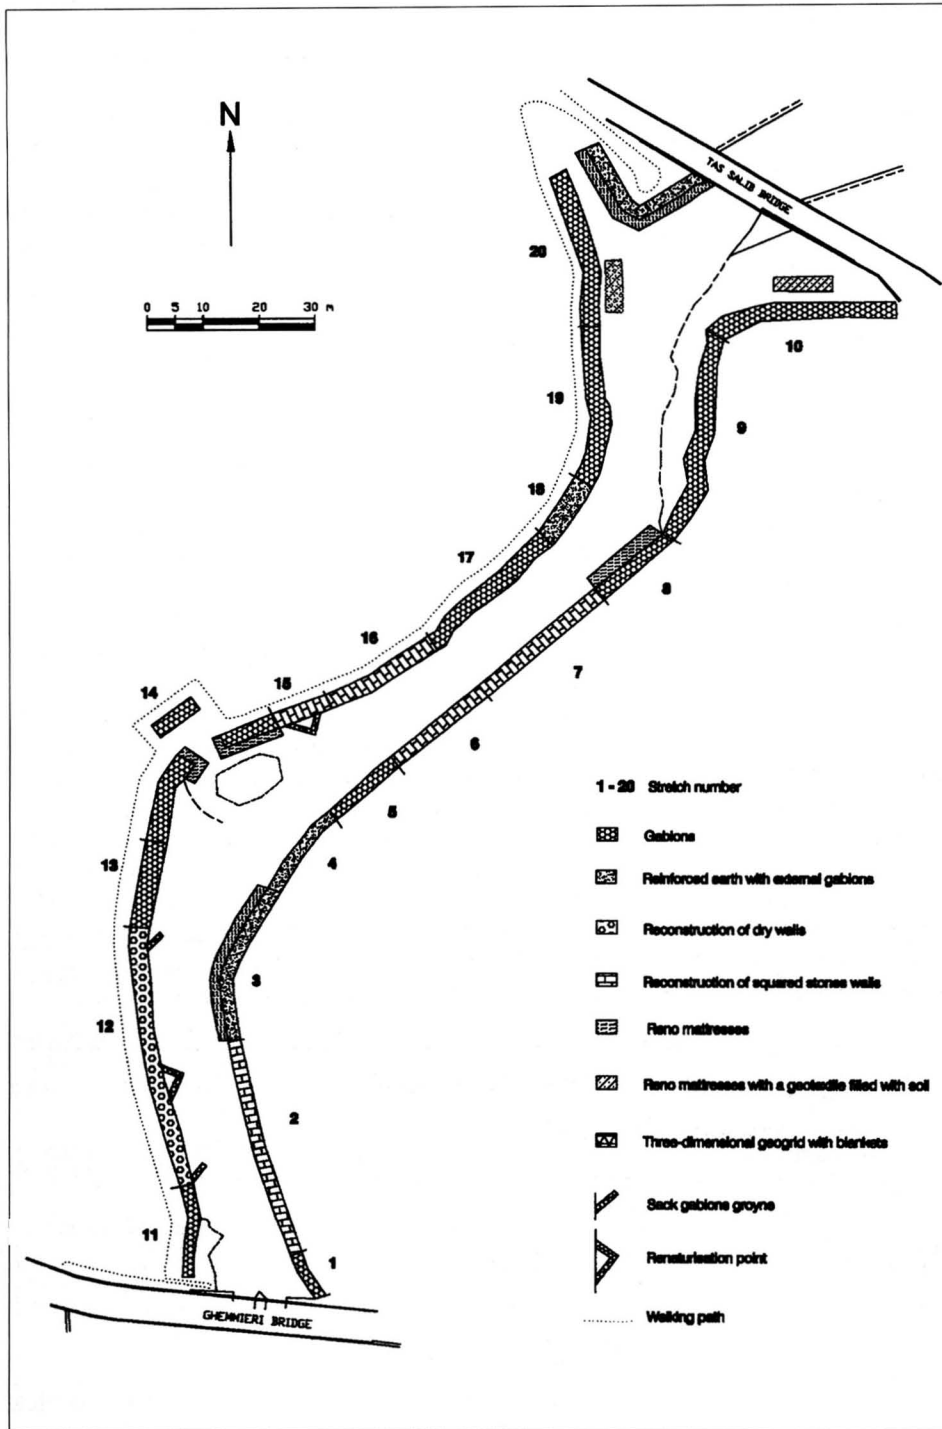 N
TAS SALIB BRIDGE
0 5 10 20 30 m
20
10
19
9
18
17
8
16
7
15
14
6
5
13
4
3
12
2
11
1
GHEMMIERI BRIDGE
1 - 20 Stretch number
Gabions
Reinforced earth with external gabions
Reconstruction of dry walls
Reconstruction of squared stones walls
Reno mattresses
Reno mattresses with a geotextile filled with soil
Three-dimensional geogrid with blankets
Sack gabions groyne
Renaturisation point
Walking path